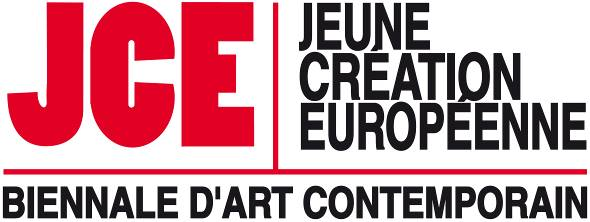 JCE
JEUNE
CRÉATION
EUROPÉENNE
BIENNALE D'ART CONTEMPORAIN